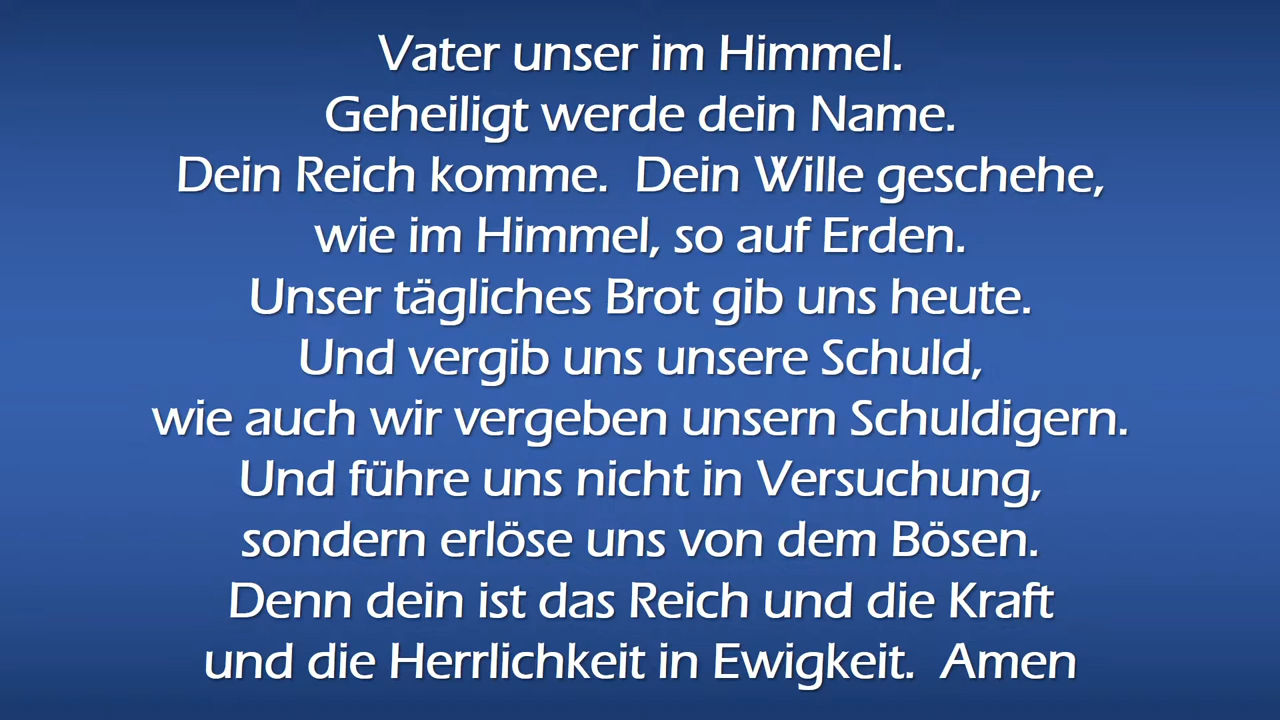 Vater unser im Himmel.
Geheiligt werde dein Name.
Dein Reich komme.  Dein Wille geschehe,
wie im Himmel, so auf Erden.
Unser tägliches Brot gib uns heute.
Und vergib uns unsere Schuld,
wie auch wir vergeben unsern Schuldigern.
Und führe uns nicht in Versuchung,
sondern erlöse uns von dem Bösen.
Denn dein ist das Reich und die Kraft
und die Herrlichkeit in Ewigkeit.  Amen